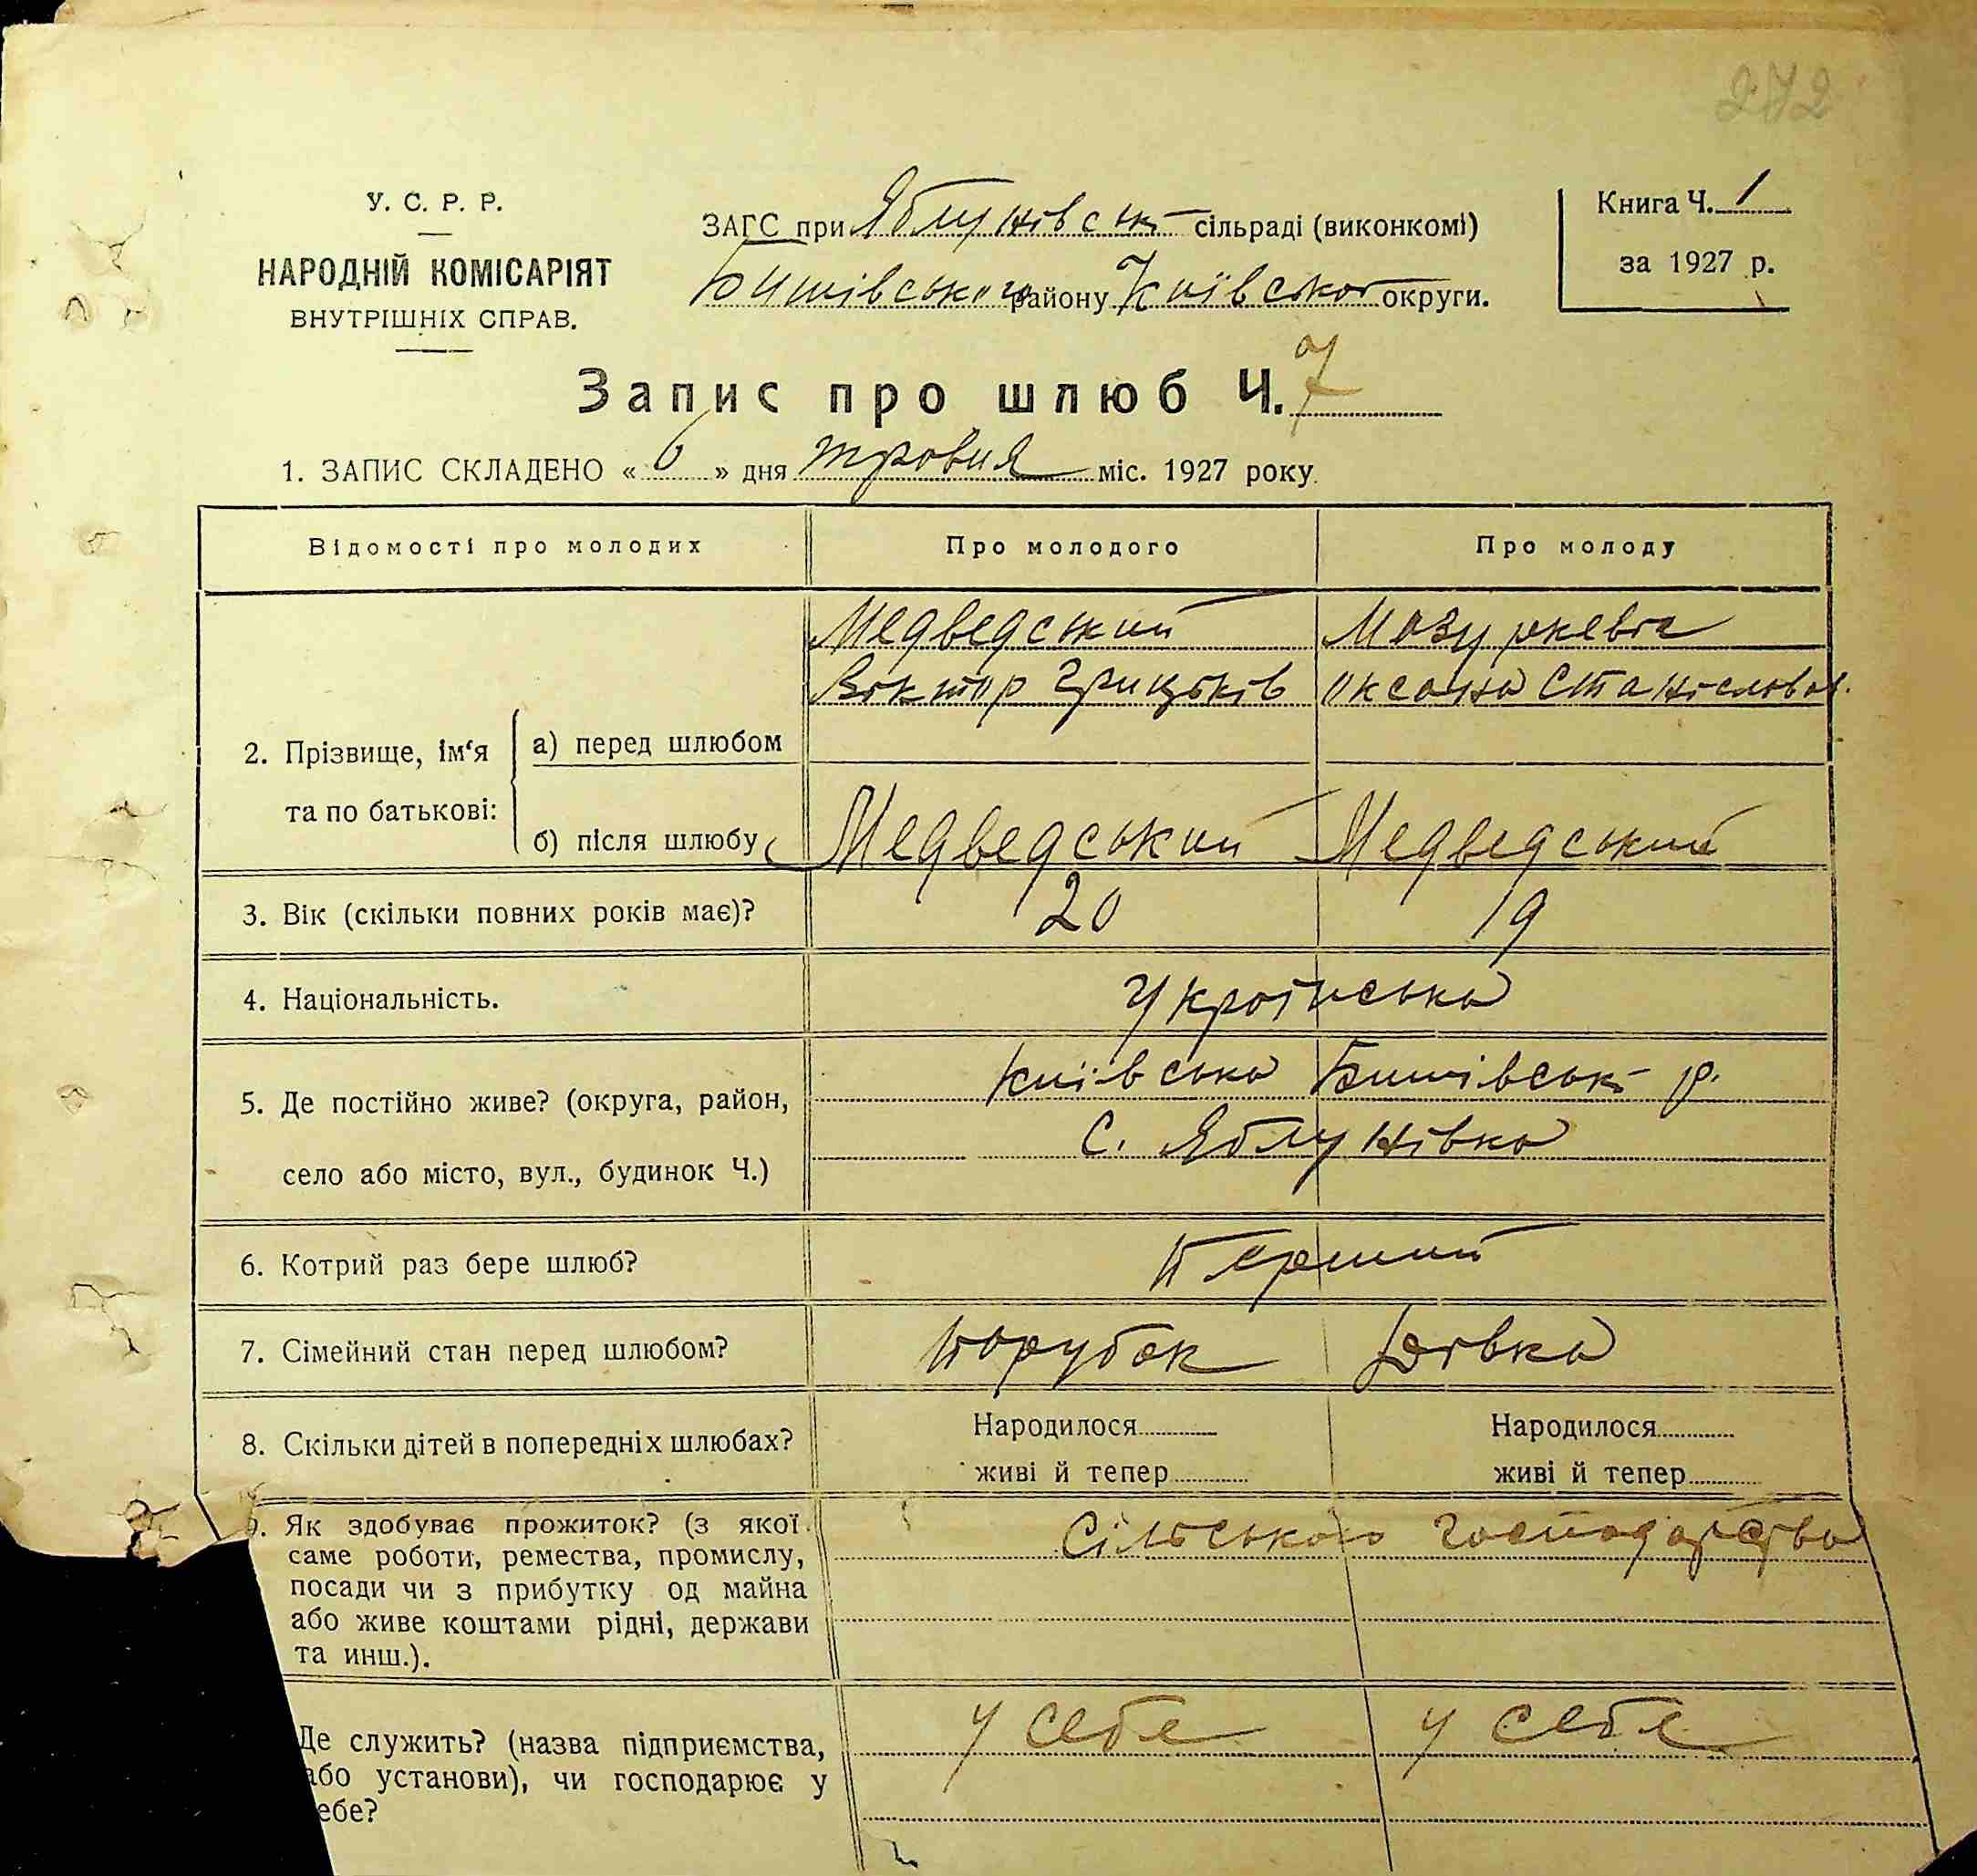 272
У. С. Р. Р.
НАРОДНІЙ КОМІСАРІЯТ
ВНУТРІШНІХ СПРАВ.
ЗАГС при Яблунівськ сільраді (виконкомі)
Бишівського району Київсько округи.
Книга Ч. 1
за 1927 р.
Запис про шлюб Ч. 7
1. ЗАПИС СКЛАДЕНО « 6 » дня травня міс. 1927 року.
Відомості про молодих
Про молодого
Про молоду
2. Прізвище, ім‘я та по батькові:
а) перед шлюбом
Медведський
Віктор Грицьків
Мазуркевіч
Оксана Станіславов.
б) після шлюбу
Медведський
Медведський
3. Вік (скільки повних років має)?
20
19
4. Національність.
Українська
5. Де постійно живе? (округа, район,
село або місто, вул., будинок Ч.)
Київська Бишівськ р.
с. Яблунівка
6. Котрий раз бере шлюб?
Перший
7. Сімейний стан перед шлюбом?
Парубок
Дівка
8. Скільки дітей в попередніх шлюбах?
Народилося
живі й тепер
Народилося
живі й тепер
9. Як здобуває прожиток? (з якої
саме роботи, ремества, промислу,
посади чи з прибутку од майна
або живе коштами рідні, держави
та инш.).
Сільського господарства
Де служить? (назва підприємства,
або установи), чи господарює у
себе?
у себе
у себе